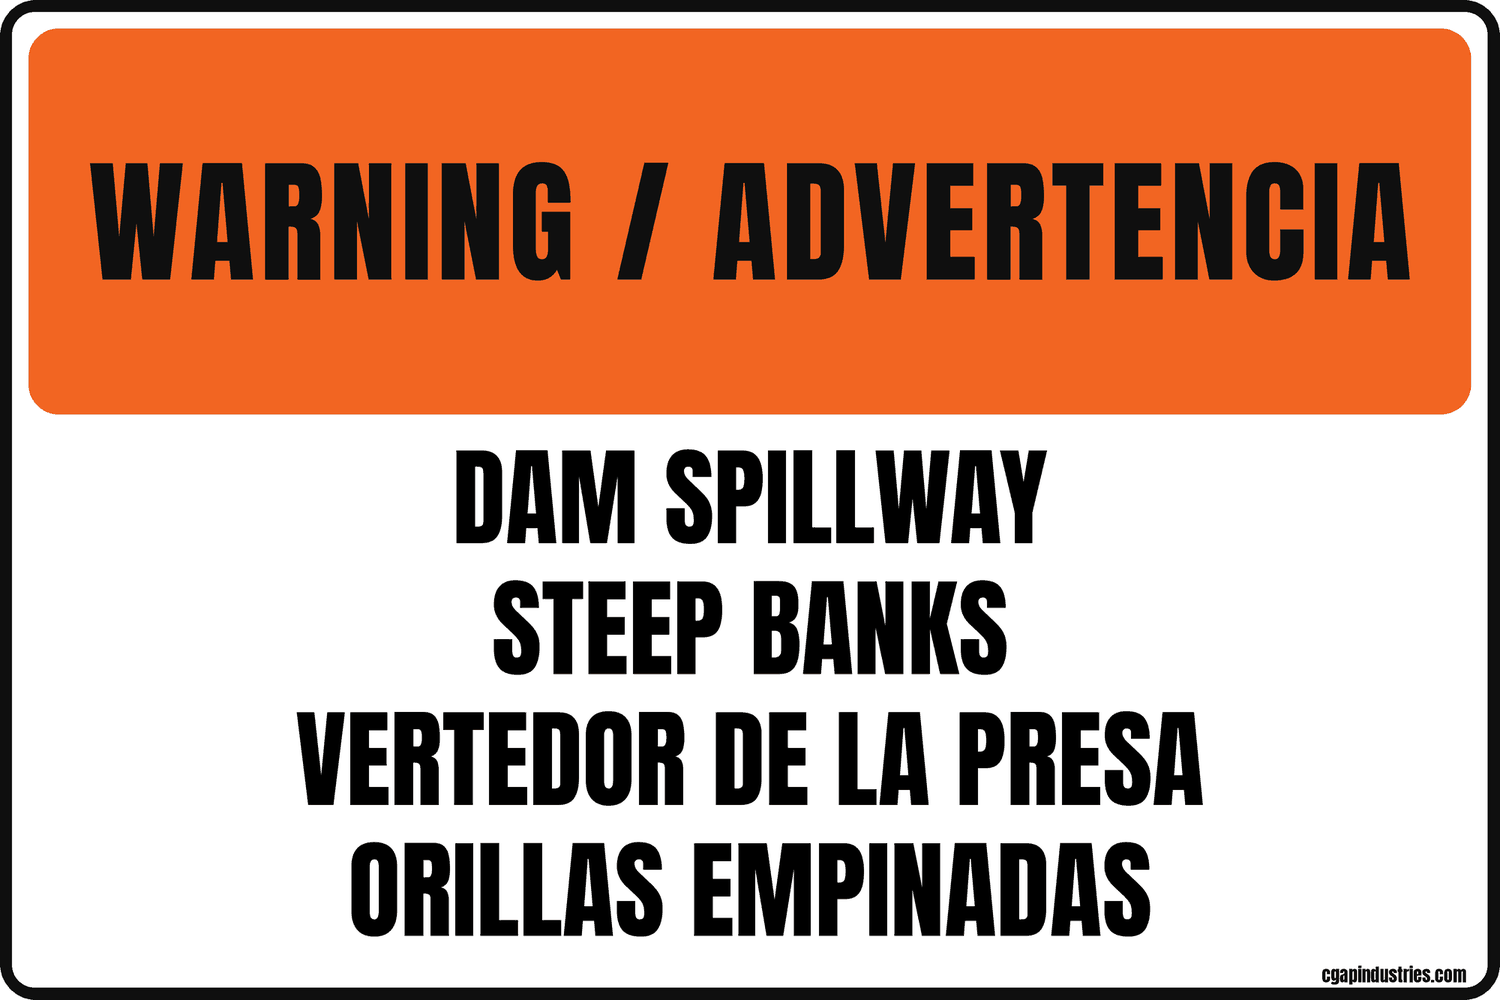 WARNING / ADVERTENCIA
DAM SPILLWAY
STEEP BANKS
VERTEDOR DE LA PRESA
ORILLAS EMPINADAS
cgapindustries.com